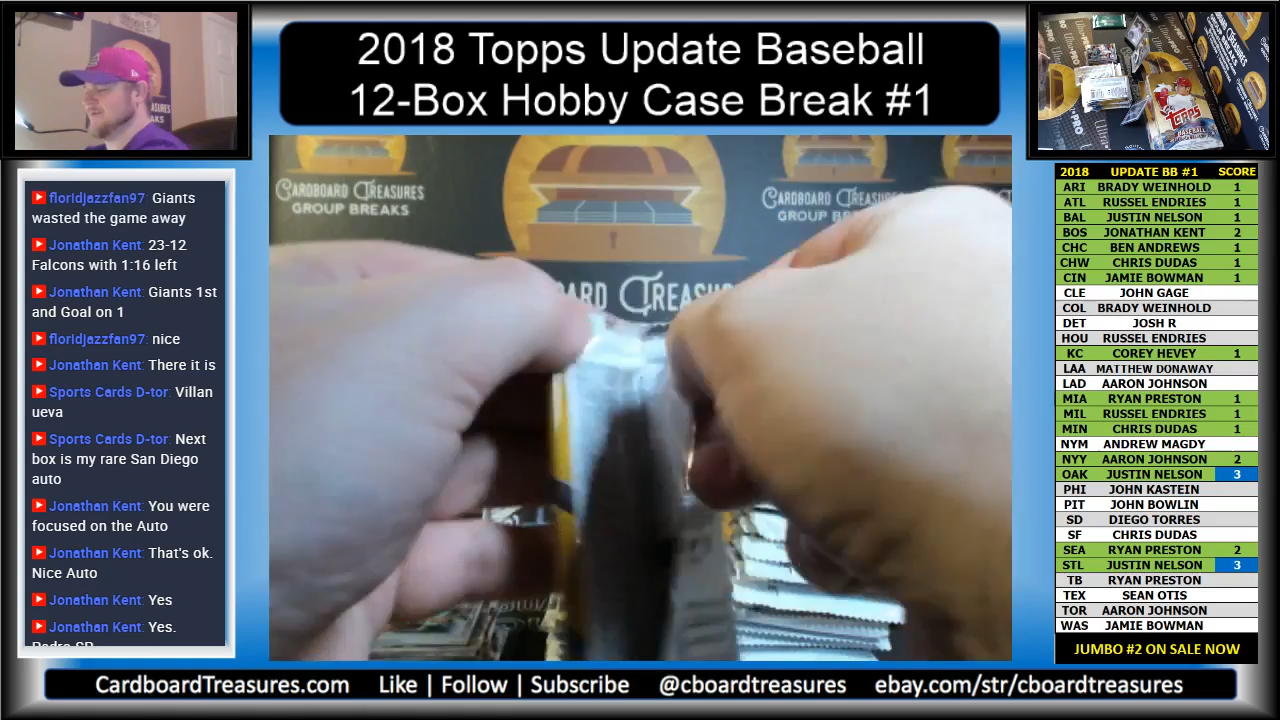 2018 Topps Update Baseball
12-Box Hobby Case Break #1
floridjazzfan97: Giants
wasted the game away
Jonathan Kent: 23-12
Falcons with 1:16 left
Jonathan Kent: Giants 1st
and Goal on 1
floridjazzfan97: nice
Jonathan Kent: There it is
Sports Cards D-tor: Villan
ueva
Sports Cards D-tor: Next
box is my rare San Diego
auto
Jonathan Kent: You were
focused on the Auto
Jonathan Kent: That's ok.
Nice Auto
Jonathan Kent: Yes
Jonathan Kent: Yes.
CARDBOARD TREASURES
GROUP BREAKS
CARDBOARD TREASURES
GROUP BR
ARD TREASUR
TOPPS
BASEBALL
2018 UPDATE BB #1 SCORE
ARI BRADY WEINHOLD 1
ATL RUSSEL ENDRIES 1
BAL JUSTIN NELSON 1
BOS JONATHAN KENT 2
CHC BEN ANDREWS 1
CHW CHRIS DUDAS 1
CIN JAMIE BOWMAN 1
CLE JOHN GAGE
COL BRADY WEINHOLD
DET JOSH R
HOU RUSSEL ENDRIES
KC COREY HEVEY 1
LAA MATTHEW DONAWAY
LAD AARON JOHNSON
MIA RYAN PRESTON 1
MIL RUSSEL ENDRIES 1
MIN CHRIS DUDAS 1
NYM ANDREW MAGDY
NYY AARON JOHNSON 2
OAK JUSTIN NELSON 3
PHI JOHN KASTEIN
PIT JOHN BOWLIN
SD DIEGO TORRES
SF CHRIS DUDAS
SEA RYAN PRESTON 2
STL JUSTIN NELSON 3
TB RYAN PRESTON
TEX SEAN OTIS
TOR AARON JOHNSON
WAS JAMIE BOWMAN
JUMBO #2 ON SALE NOW
CardboardTreasures.com Like | Follow | Subscribe @cboardtreasures ebay.com/str/cboardtreasures